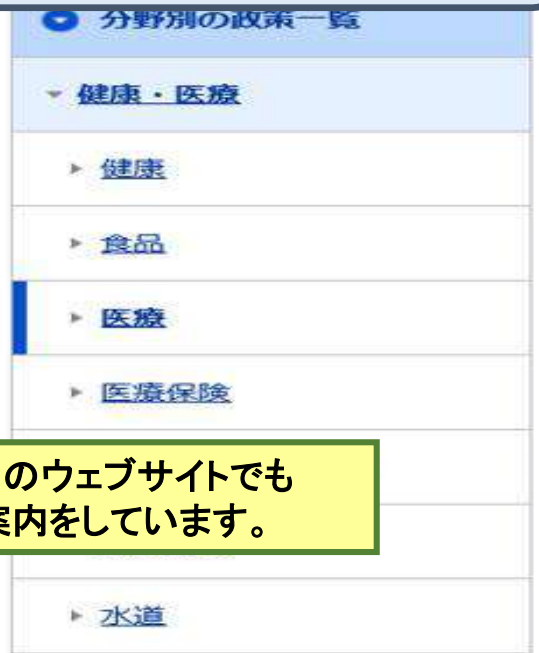 分野別の政策一覧
健康・医療
健康
食品
医療
医療保険
のウェブサイトでも
案内をしています。
水道